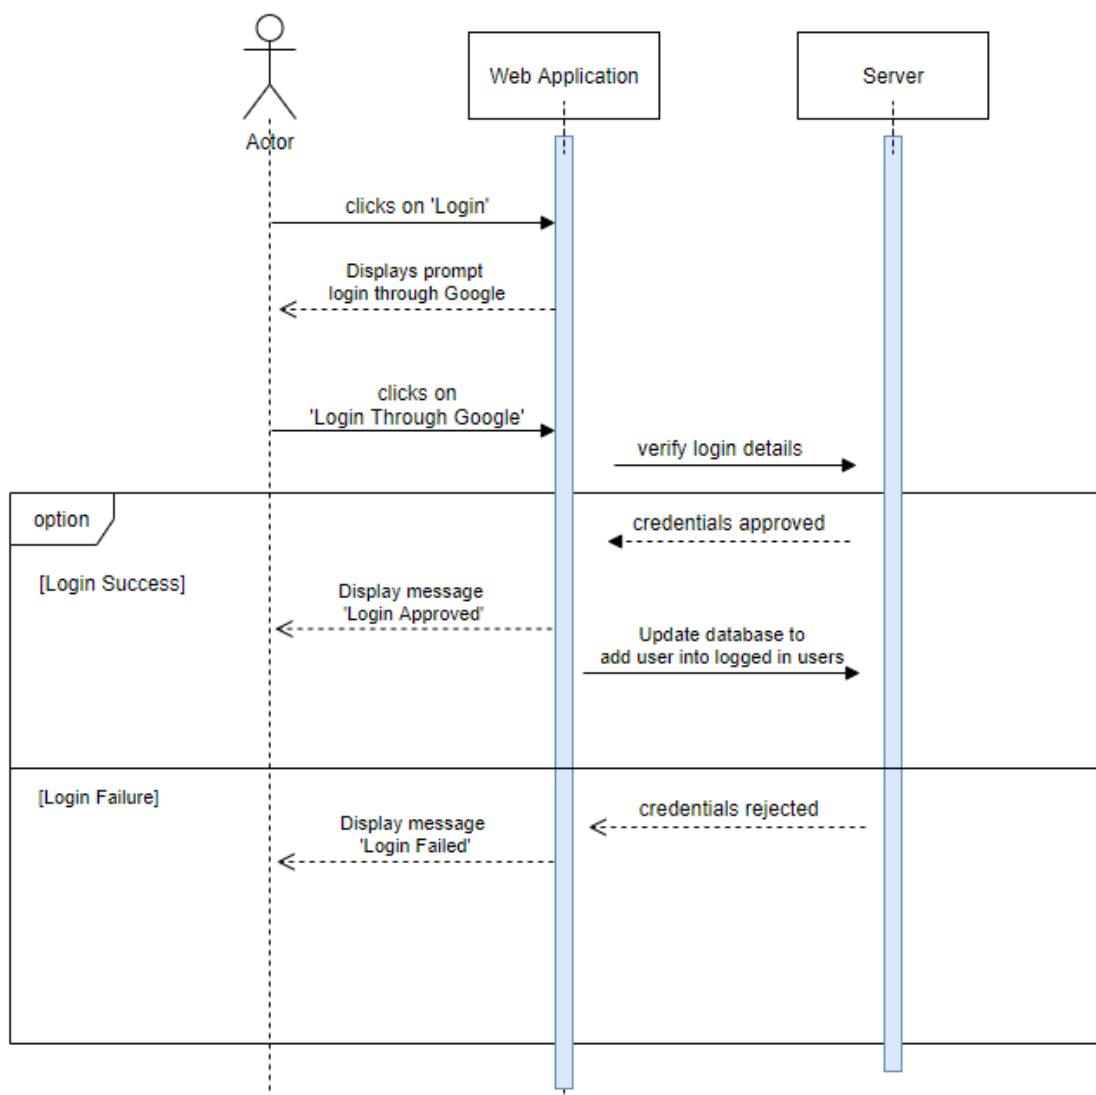 Actor
Web Application
Server
clicks on 'Login'
Displays prompt
login through Google
clicks on
'Login Through Google'
verify login details
option
credentials approved
[Login Success]
Display message
'Login Approved'
Update database to
add user into logged in users
[Login Failure]
credentials rejected
Display message
'Login Failed'